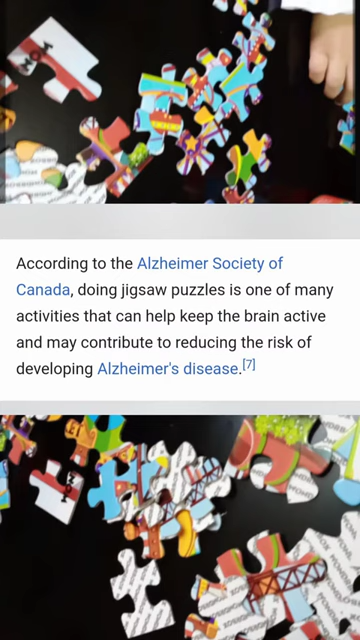 According to the Alzheimer Society of
Canada, doing jigsaw puzzles is one of many
activities that can help keep the brain active
and may contribute to reducing the risk of
developing Alzheimer's disease.[7]